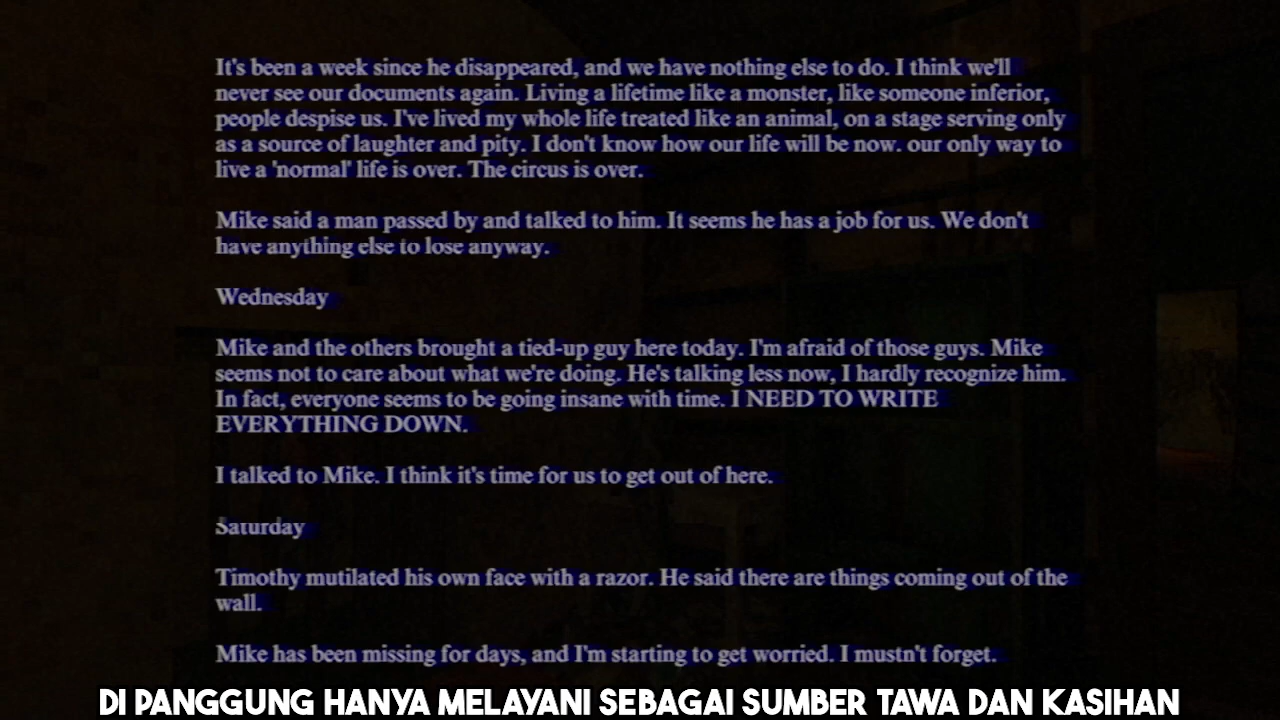 It's been a week since he disappeared, and we have nothing else to do. I think we'll
never see our documents again. Living a lifetime like a monster, like someone inferior,
people despise us. I've lived my whole life treated like an animal, on a stage serving only
as a source of laughter and pity. I don't know how our life will be now. our only way to
live a 'normal' life is over. The circus is over.
Mike said a man passed by and talked to him. It seems he has a job for us. We don't
have anything else to lose anyway.
Wednesday
Mike and the others brought a tied-up guy here today. I'm afraid of those guys. Mike
seems not to care about what we're doing. He's talking less now, I hardly recognize him.
In fact, everyone seems to be going insane with time. I NEED TO WRITE
EVERYTHING DOWN.
I talked to Mike. I think it's time for us to get out of here.
Saturday
Timothy mutilated his own face with a razor. He said there are things coming out of the
wall.
Mike has been missing for days, and I'm starting to get worried. I mustn't forget.
DI PANGGUNG HANYA MELAYANI SEBAGAI SUMBER TAWA DAN KASIHAN